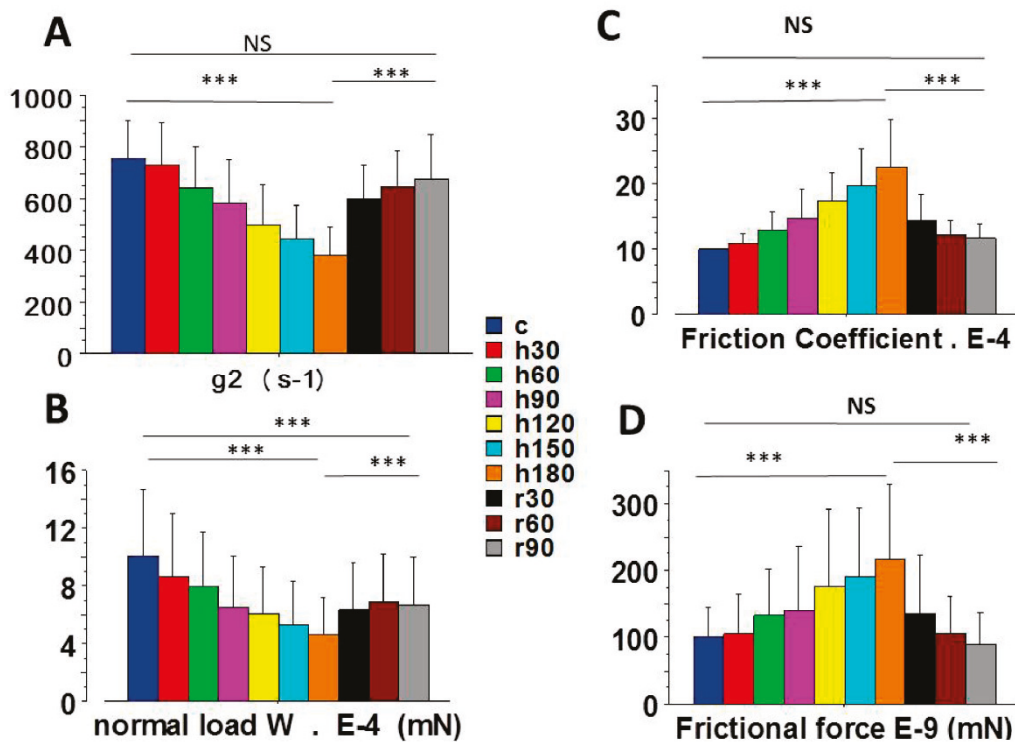 A
NS
***
***
1000
800
600
400
200
0
g2 ( s-1)
B
***
***
***
16
12
8
4
0
normal load W . E-4 (mN)
c
h30
h60
h90
h120
h150
h180
r30
r60
r90
C
NS
***
***
30
20
10
0
Friction Coefficient . E-4
D
NS
***
***
300
200
100
0
Frictional force E-9 (mN)